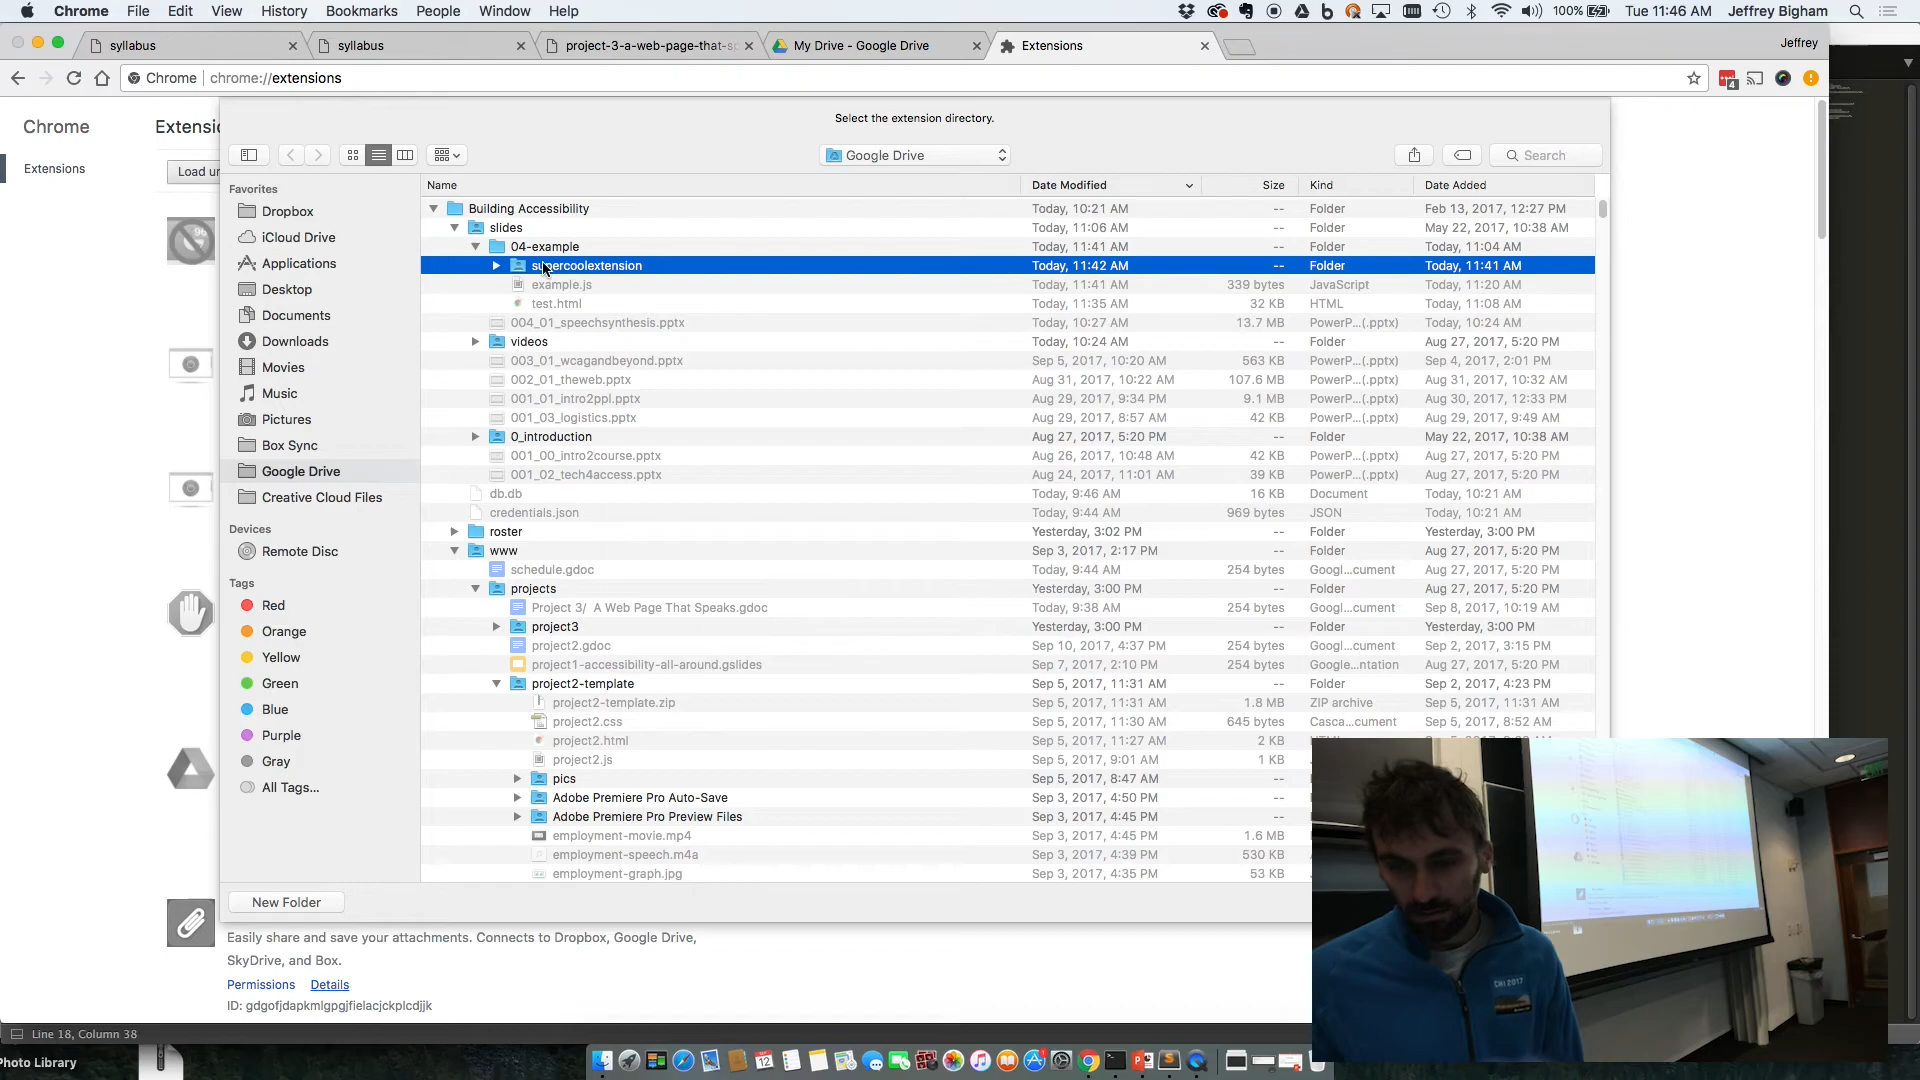 Chrome File Edit View History Bookmarks People Window Help 100% Tue 11:46 AM Jeffrey Bigham
syllabus syllabus project-3-a-web-page-that-sp My Drive - Google Drive Extensions Jeffrey
Chrome chrome://extensions 4
Chrome Extensio
Extensions
Load un
Select the extension directory.
Google Drive Search
Favorites
Dropbox
iCloud Drive
Applications
Desktop
Documents
Downloads
Movies
Music
Pictures
Box Sync
Google Drive
Creative Cloud Files
Devices
Remote Disc
Tags
Red
Orange
Yellow
Green
Blue
Purple
Gray
All Tags...
Name Date Modified Size Kind Date Added
Building Accessibility Today, 10:21 AM -- Folder Feb 13, 2017, 12:27 PM
slides Today, 11:06 AM -- Folder May 22, 2017, 10:38 AM
04-example Today, 11:41 AM -- Folder Today, 11:04 AM
supercoolextension Today, 11:42 AM -- Folder Today, 11:41 AM
example.js Today, 11:41 AM 339 bytes JavaScript Today, 11:20 AM
test.html Today, 11:35 AM 32 KB HTML Today, 11:08 AM
004_01_speechsynthesis.pptx Today, 10:27 AM 13.7 MB PowerP...(.pptx) Today, 10:24 AM
videos Today, 10:24 AM -- Folder Aug 27, 2017, 5:20 PM
003_01_wcagandbeyond.pptx Sep 5, 2017, 10:20 AM 563 KB PowerP...(.pptx) Sep 4, 2017, 2:01 PM
002_01_theweb.pptx Aug 31, 2017, 10:22 AM 107.6 MB PowerP...(.pptx) Aug 31, 2017, 10:32 AM
001_01_intro2ppl.pptx Aug 29, 2017, 9:34 PM 9.1 MB PowerP...(.pptx) Aug 30, 2017, 12:33 PM
001_03_logistics.pptx Aug 29, 2017, 8:57 AM 42 KB PowerP...(.pptx) Aug 29, 2017, 9:49 AM
0_introduction Aug 27, 2017, 5:20 PM -- Folder May 22, 2017, 10:38 AM
001_00_intro2course.pptx Aug 26, 2017, 10:48 AM 42 KB PowerP...(.pptx) Aug 27, 2017, 5:20 PM
001_02_tech4access.pptx Aug 24, 2017, 11:01 AM 39 KB PowerP...(.pptx) Aug 27, 2017, 5:20 PM
db.db Today, 9:46 AM 16 KB Document Today, 10:21 AM
credentials.json Today, 9:44 AM 969 bytes JSON Today, 10:21 AM
roster Yesterday, 3:02 PM -- Folder Yesterday, 3:00 PM
www Sep 3, 2017, 2:17 PM -- Folder Aug 27, 2017, 5:20 PM
schedule.gdoc Today, 9:44 AM 254 bytes Googl...cument Aug 27, 2017, 5:20 PM
projects Yesterday, 3:00 PM -- Folder Aug 27, 2017, 5:20 PM
Project 3/ A Web Page That Speaks.gdoc Today, 9:38 AM 254 bytes Googl...cument Sep 8, 2017, 10:19 AM
project3 Yesterday, 3:00 PM -- Folder Yesterday, 3:00 PM
project2.gdoc Sep 10, 2017, 4:37 PM 254 bytes Googl...cument Sep 2, 2017, 3:15 PM
project1-accessibility-all-around.gslides Sep 7, 2017, 2:10 PM 254 bytes Google...ntation Aug 27, 2017, 5:20 PM
project2-template Sep 5, 2017, 11:31 AM -- Folder Sep 2, 2017, 4:23 PM
project2-template.zip Sep 5, 2017, 11:31 AM 1.8 MB ZIP archive Sep 5, 2017, 11:31 AM
project2.css Sep 5, 2017, 11:30 AM 645 bytes Casca...cument Sep 5, 2017, 8:52 AM
project2.html Sep 5, 2017, 11:27 AM 2 KB
project2.js Sep 5, 2017, 9:01 AM 1 KB
pics Sep 5, 2017, 8:47 AM --
Adobe Premiere Pro Auto-Save Sep 3, 2017, 4:50 PM --
Adobe Premiere Pro Preview Files Sep 3, 2017, 4:45 PM --
employment-movie.mp4 Sep 3, 2017, 4:45 PM 1.6 MB
employment-speech.m4a Sep 3, 2017, 4:39 PM 530 KB
employment-graph.jpg Sep 3, 2017, 4:35 PM 53 KB
New Folder
Easily share and save your attachments. Connects to Dropbox, Google Drive,
SkyDrive, and Box.
Permissions Details
ID: gdgofjdapkmlgpgjfielacjckplcdjjk
Line 18, Column 38
Photo Library
CHI 2017